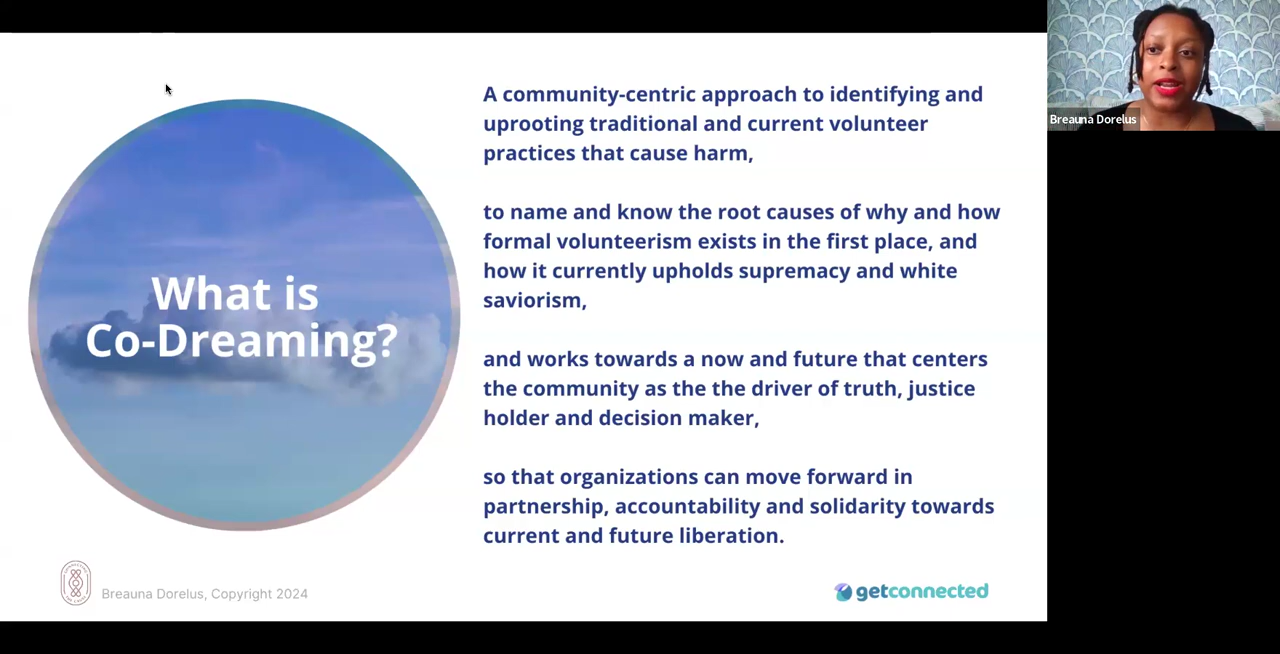 What is
Co-Dreaming?
A community-centric approach to identifying and
uprooting traditional and current volunteer
practices that cause harm,
to name and know the root causes of why and how
formal volunteerism exists in the first place, and
how it currently upholds supremacy and white
saviorism,
and works towards a now and future that centers
the community as the the driver of truth, justice
holder and decision maker,
so that organizations can move forward in
partnership, accountability and solidarity towards
current and future liberation.
Breauna Dorelus, Copyright 2024
getconnected
Breauna Dorelus